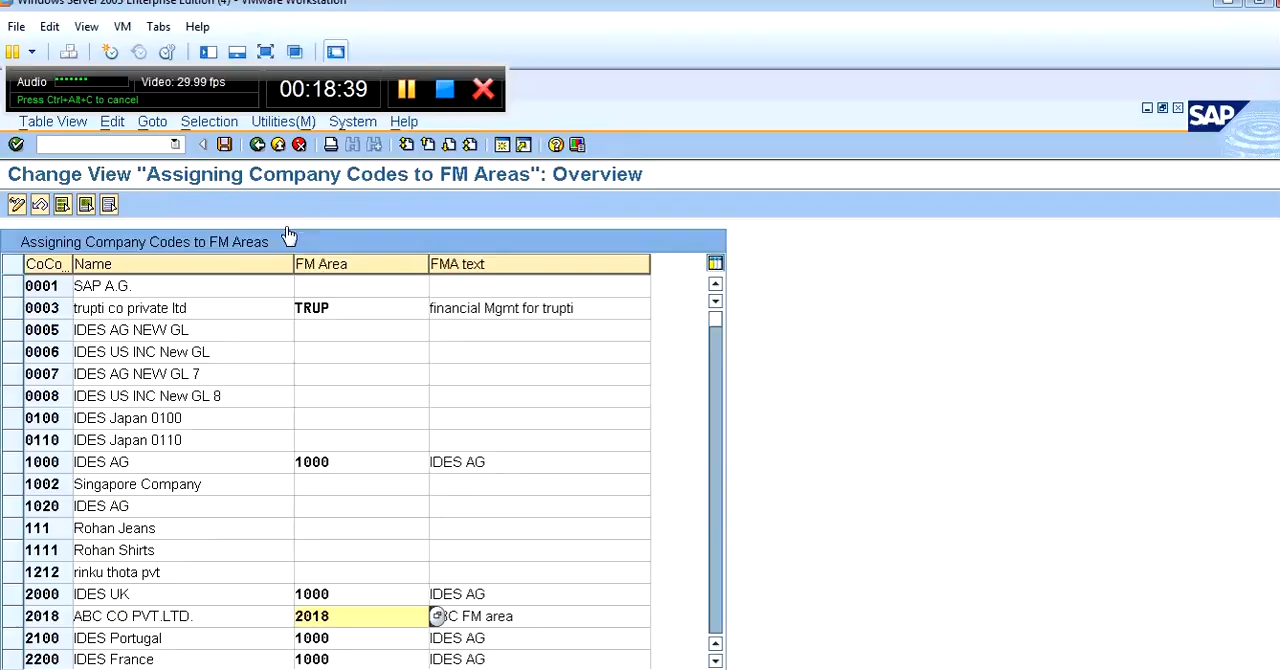 Windows Server 2003 Enterprise Edition (4) - VMware Workstation
File Edit View VM Tabs Help
Audio Video: 29.99 fps 00:18:39
Press Ctrl+Alt+C to cancel
Table View Edit Goto Selection Utilities(M) System Help
SAP
Change View "Assigning Company Codes to FM Areas": Overview
Assigning Company Codes to FM Areas
CoCo.. Name FM Area FMA text
0001 SAP A.G.
0003 trupti co private ltd TRUP financial Mgmt for trupti
0005 IDES AG NEW GL
0006 IDES US INC New GL
0007 IDES AG NEW GL 7
0008 IDES US INC New GL 8
0100 IDES Japan 0100
0110 IDES Japan 0110
1000 IDES AG 1000 IDES AG
1002 Singapore Company
1020 IDES AG
111 Rohan Jeans
1111 Rohan Shirts
1212 rinku thota pvt
2000 IDES UK 1000 IDES AG
2018 ABC CO PVT.LTD. 2018 BC FM area
2100 IDES Portugal 1000 IDES AG
2200 IDES France 1000 IDES AG